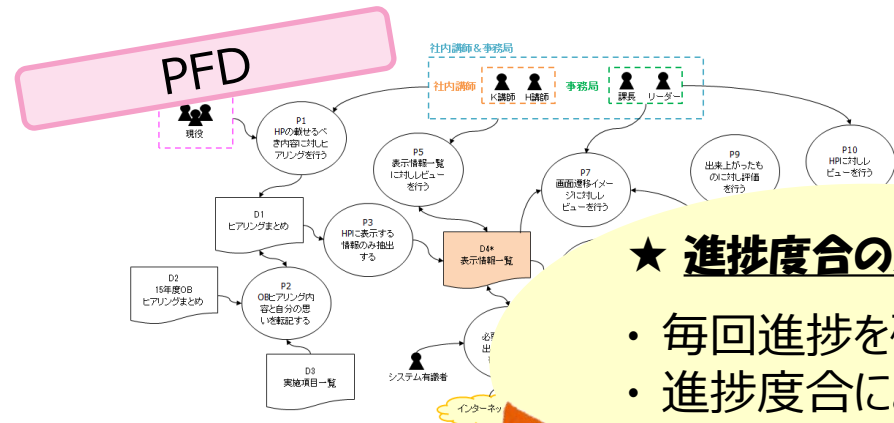 PFD
社内講師&事務局
社内講師
K講師
H講師
事務局
課長
リーダー
現役
P1
HPの載せるべ
き内容に対しヒ
アリングを行う
P5
表示情報一覧
に対しレビュー
を行う
P7
画面遷移イメー
ジに対しレ
ビューを行う
P9
出来上がったも
のに対し評価
を行う
P10
HPに対しレ
ビューを行う
D1
ヒアリングまとめ
P3
HPに表示する
情報のみ抽出
する
D4*
表示情報一覧
D2
15年度OB
ヒアリングまとめ
P2
OBヒアリング内
容と自分の思
いを転記する
D3
実施項目一覧
システム有識者
インターネッ
★ 進捗度合の
・ 毎回進捗を
・ 進捗度合に